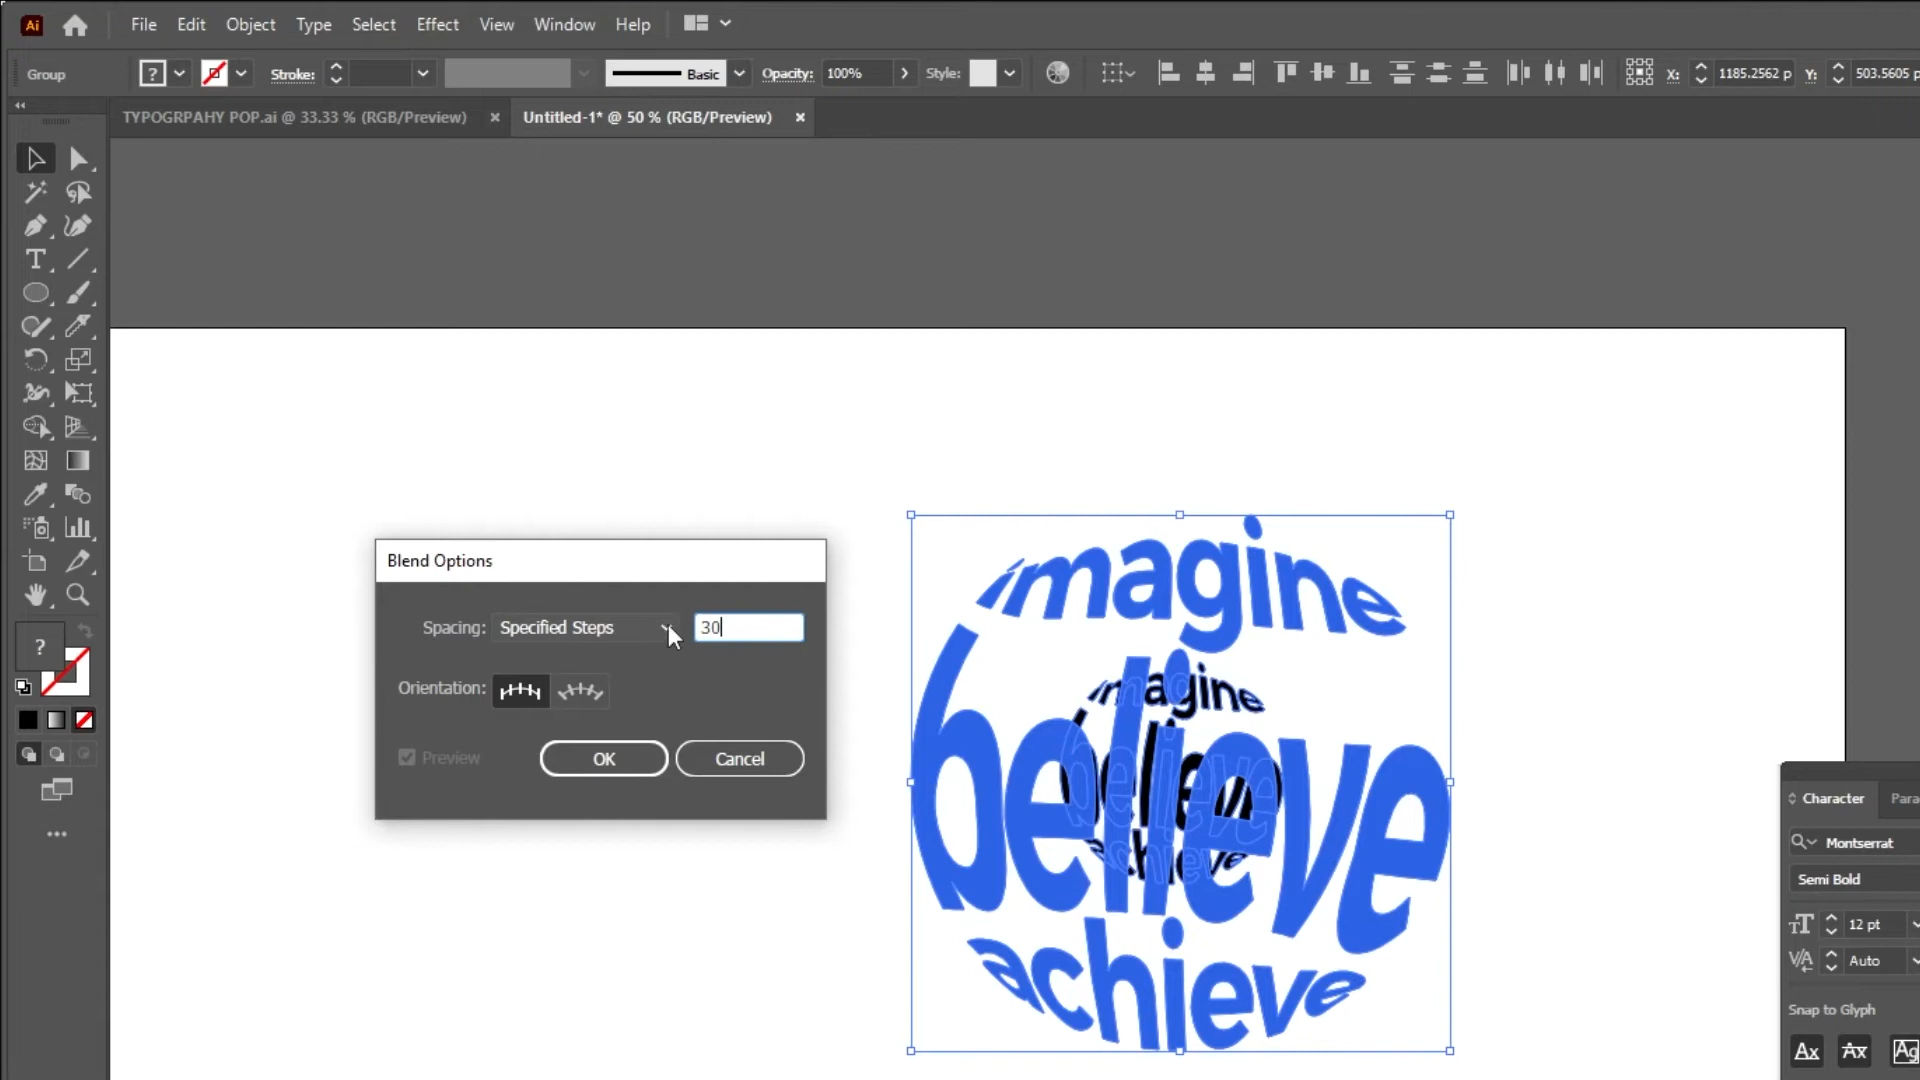 Ai File Edit Object Type Select Effect View Window Help
Group ? Stroke: Basic Opacity: 100% Style: X: 1185.2562 p Y: 503.5605 p
TYPOGRPAHY POP.ai @ 33.33 % (RGB/Preview) × Untitled-1* @ 50 % (RGB/Preview) ×
T
?
Blend Options
Spacing: Specified Steps 30
Orientation:
Preview OK Cancel
imagine
believe
achieve
imagine
believe
achieve
Character Para
Montserrat
Semi Bold
12 pt
Auto
Snap to Glyph
Ax Ax Ag